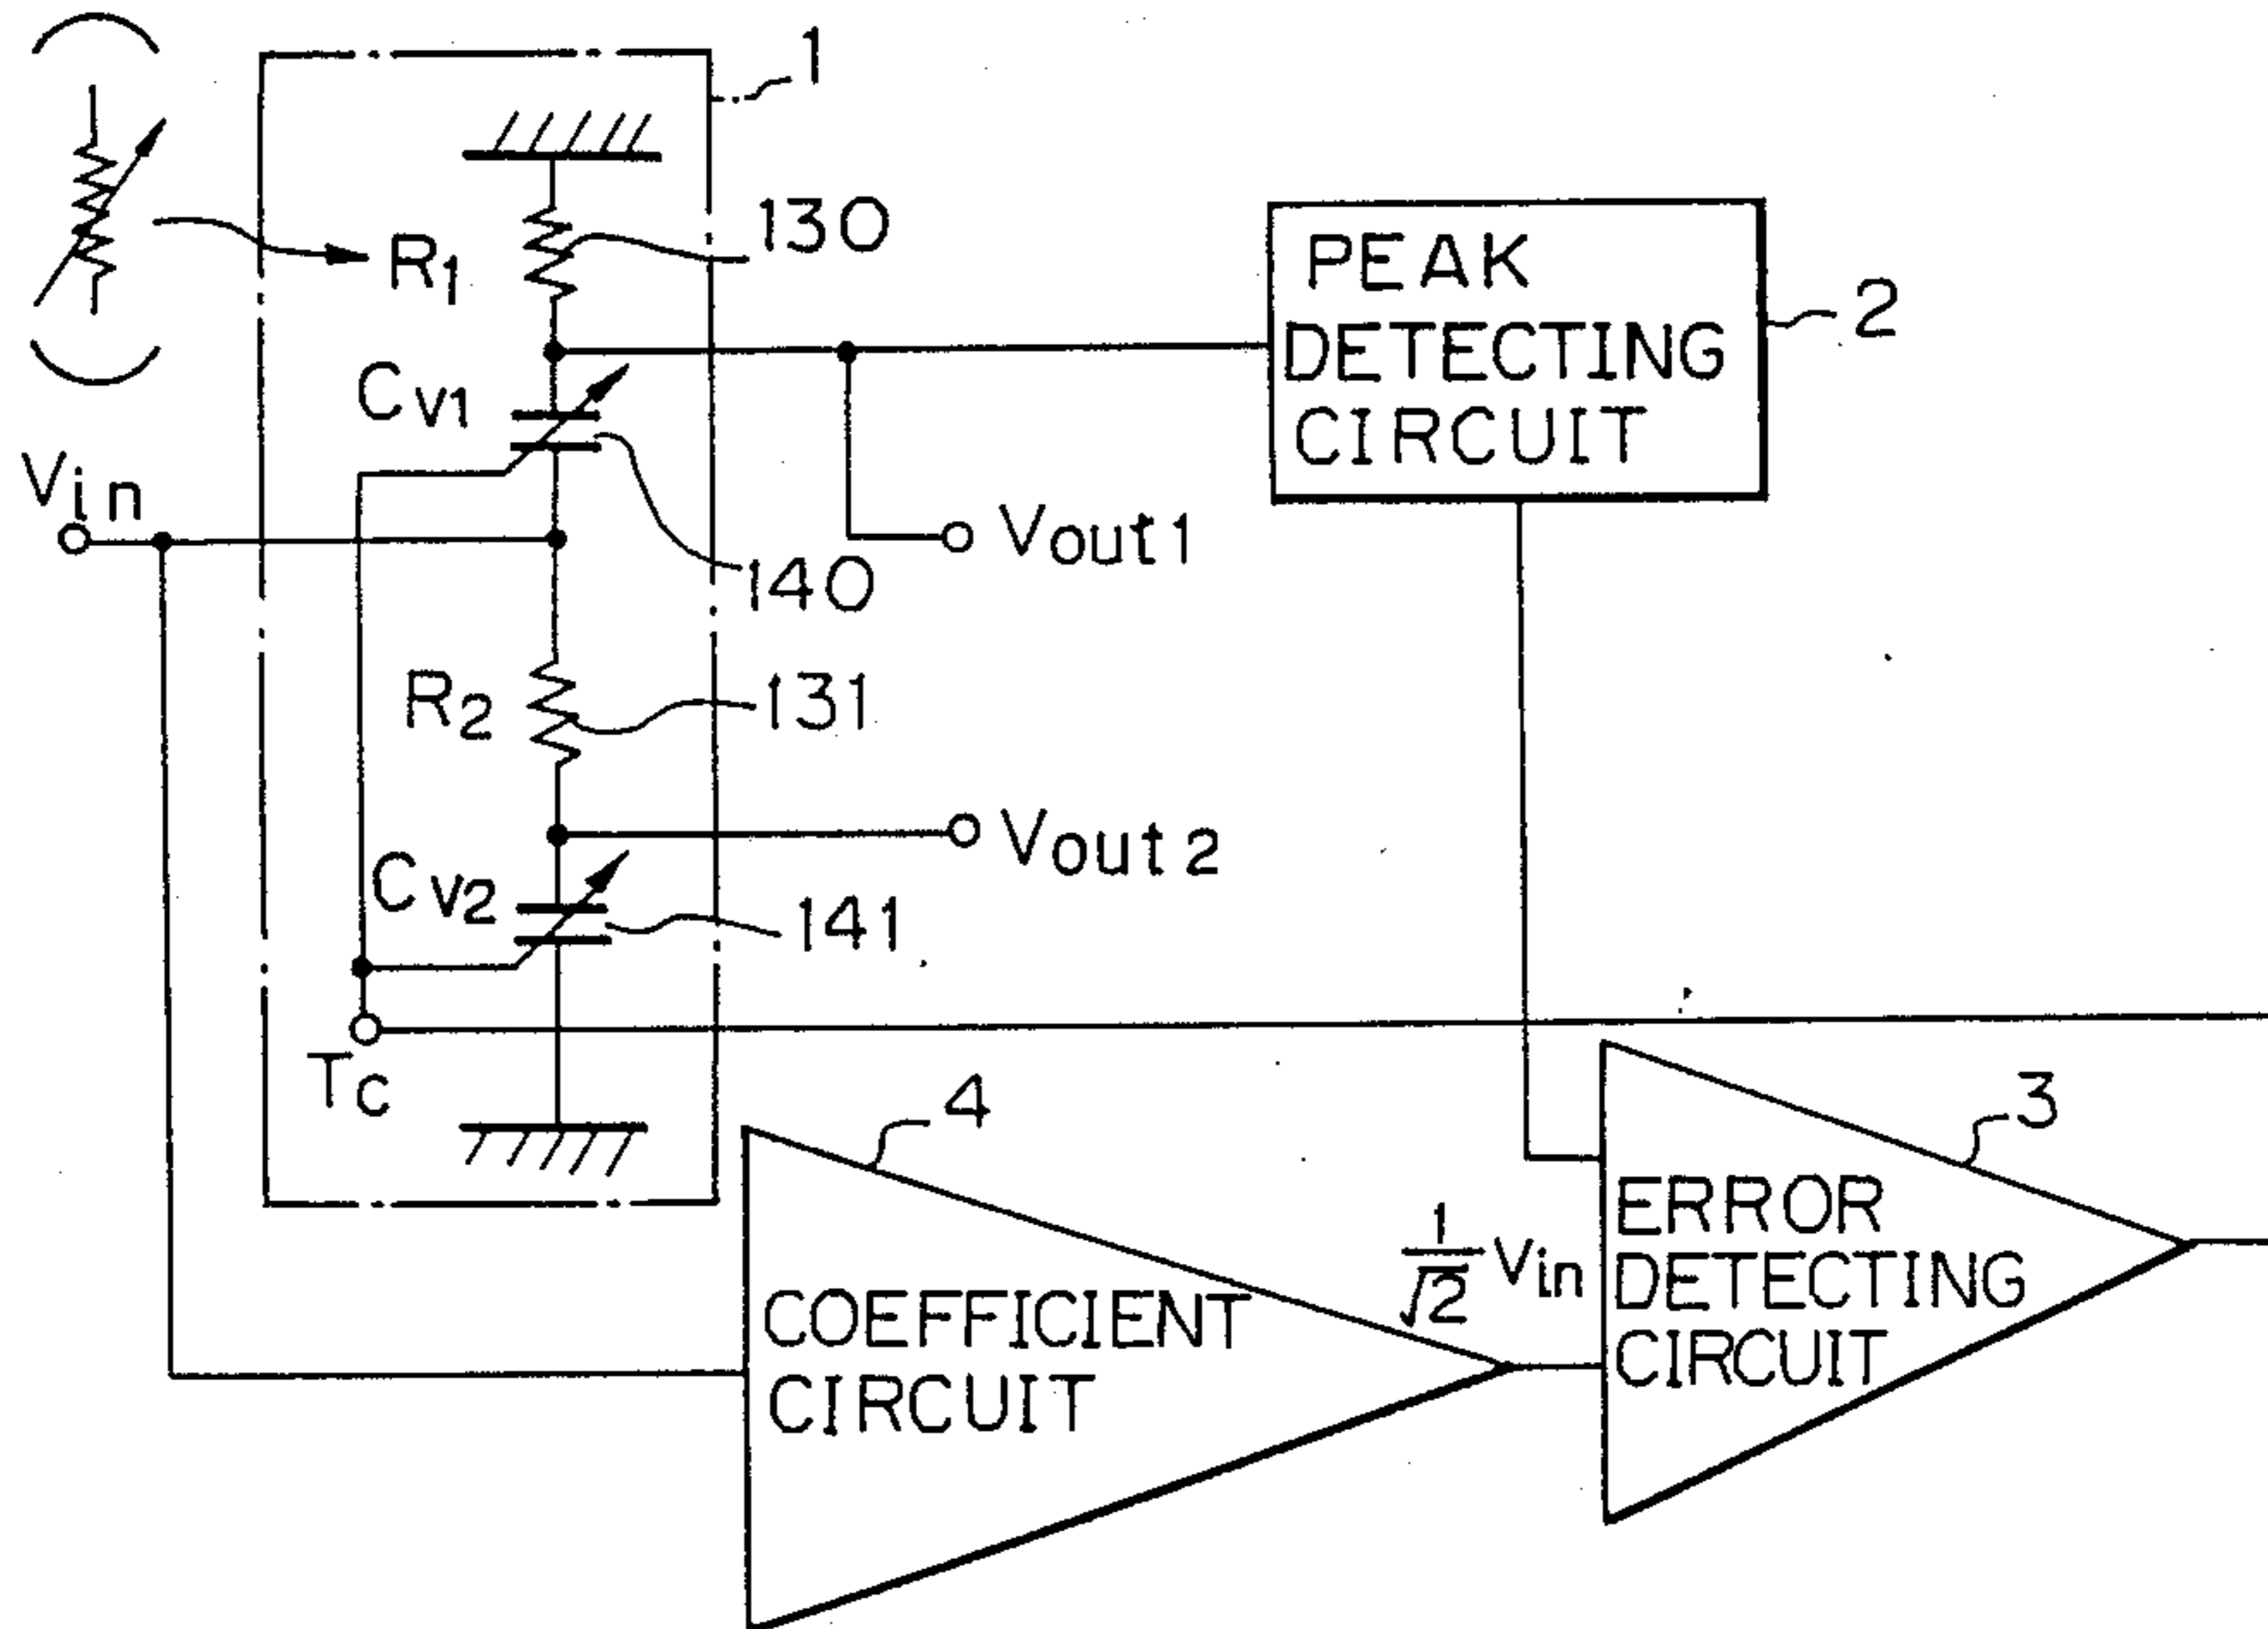 1
130
R1
PEAK
DETECTING
CIRCUIT
2
Cv1
Vin
Vout1
140
R2
131
Vout2
Cv2
141
Tc
4
3
1/√2 Vin
ERROR
DETECTING
CIRCUIT
COEFFICIENT
CIRCUIT